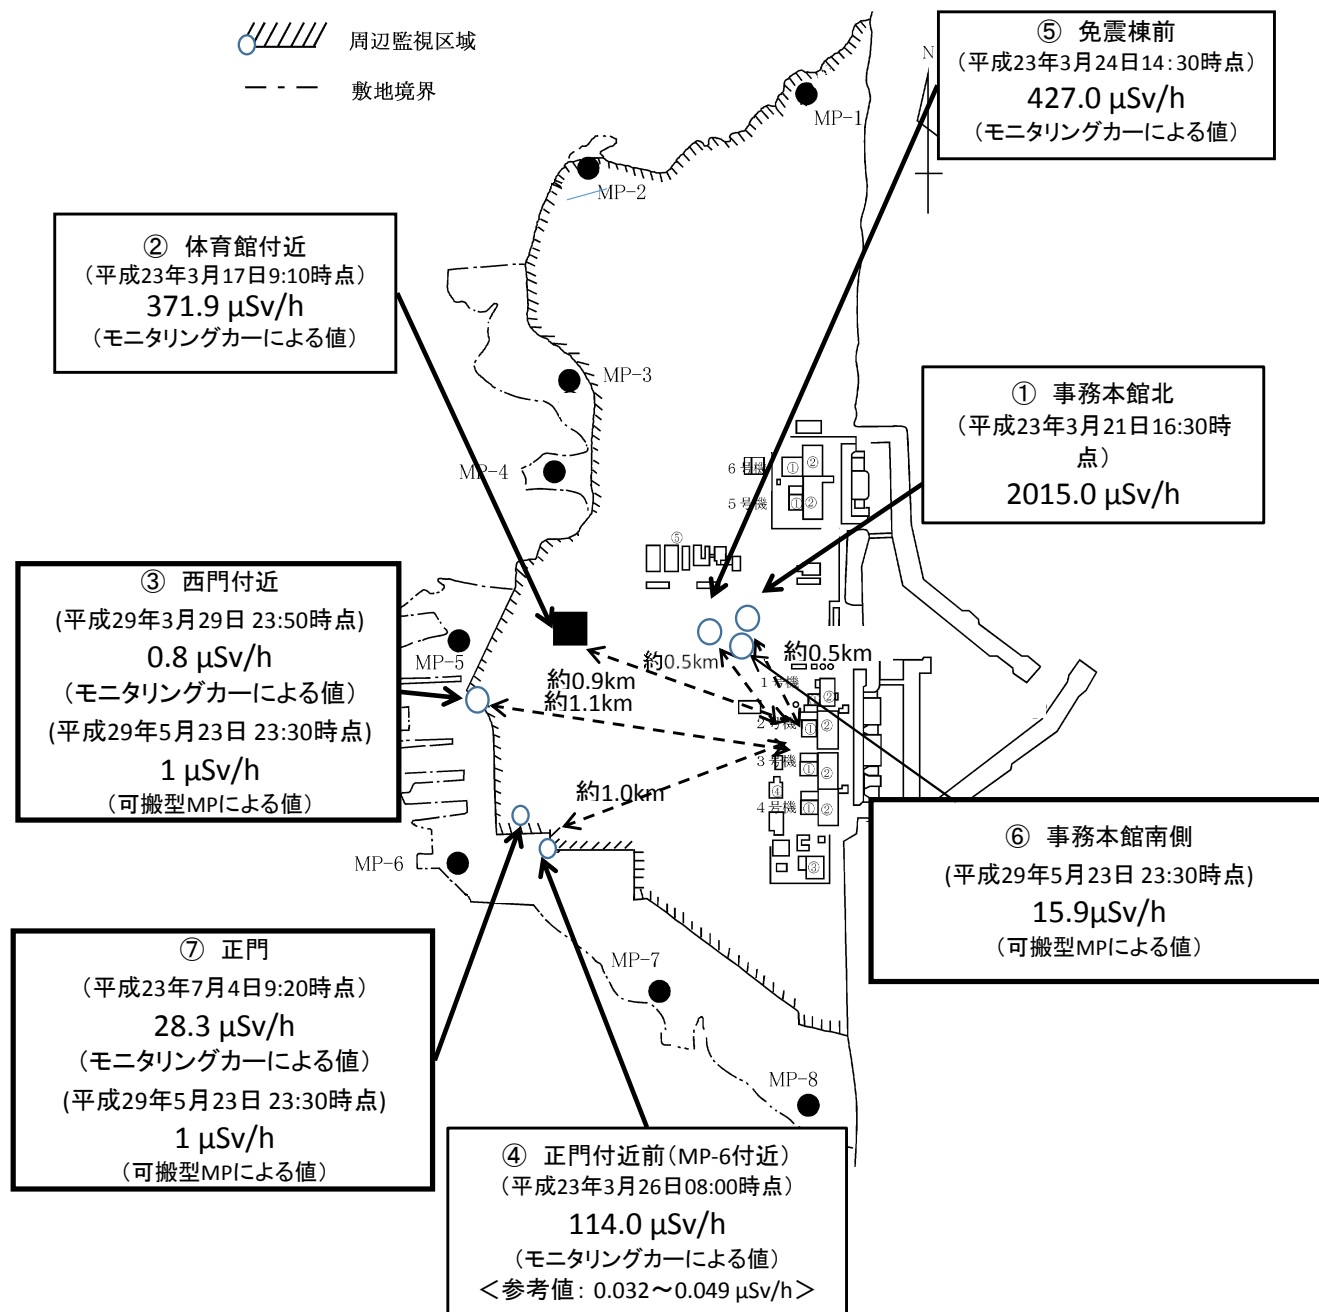 周辺監視区域
敷地境界
⑤ 免震棟前
（平成23年3月24日14：30時点）
427.0 μSv/h
（モニタリングカーによる値）
N
MP-1
MP-2
② 体育館付近
（平成23年3月17日9:10時点）
371.9 μSv/h
（モニタリングカーによる値）
MP-3
① 事務本館北
（平成23年3月21日16:30時
点）
2015.0 μSv/h
MP-4
6号機
① ②
5号機
① ②
⑤
③ 西門付近
(平成29年3月29日 23:50時点)
0.8 μSv/h
（モニタリングカーによる値）
(平成29年5月23日 23:30時点)
1 μSv/h
（可搬型MPによる値）
MP-5
約0.5km
約0.5km
約0.9km
約1.1km
1号機
②
2号機
① ②
3号機
① ②
④
約1.0km
4号機
① ②
③
MP-6
⑥ 事務本館南側
(平成29年5月23日 23:30時点)
15.9μSv/h
（可搬型MPによる値）
⑦ 正門
（平成23年7月4日9:20時点）
28.3 μSv/h
（モニタリングカーによる値）
(平成29年5月23日 23:30時点)
1 μSv/h
（可搬型MPによる値）
MP-7
MP-8
④ 正門付近前（MP-6付近）
（平成23年3月26日08:00時点）
114.0 μSv/h
（モニタリングカーによる値）
＜参考値：0.032～0.049 μSv/h＞